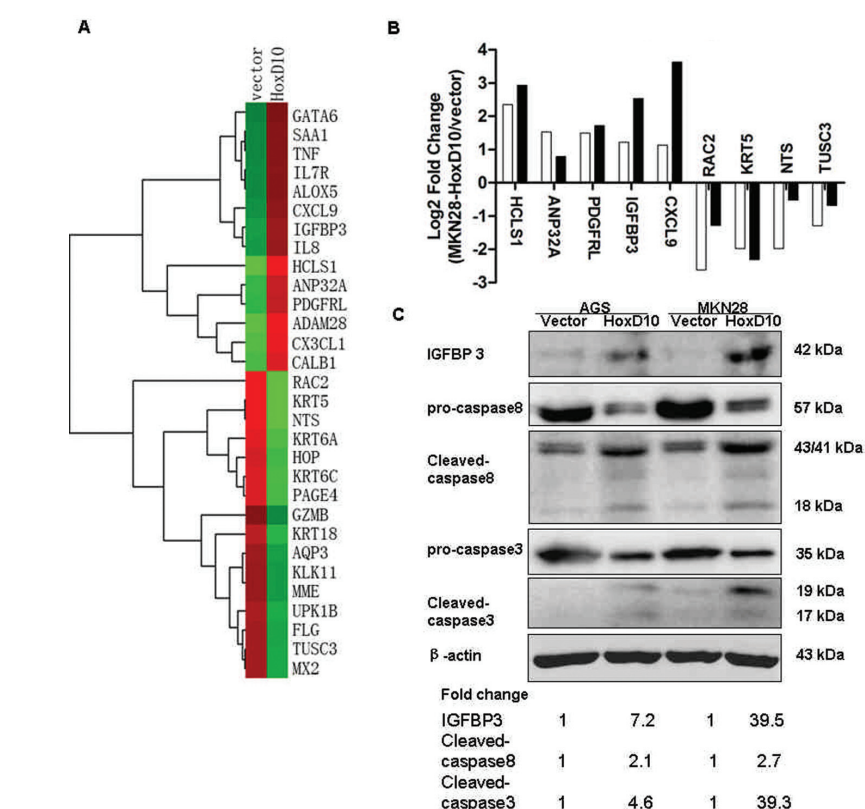 A
vector
HoxD10
GATA6
SAA1
TNF
IL7R
ALOX5
CXCL9
IGFBP3
IL8
HCLS1
ANP32A
PDGFRL
ADAM28
CX3CL1
CALB1
RAC2
KRT5
NTS
KRT6A
HOP
KRT6C
PAGE4
GZMB
KRT18
AQP3
KLK11
MME
UPK1B
FLG
TUSC3
MX2
B
Log2 Fold Change
(MKN28-HoxD10/vector)
4
3
2
1
0
-1
-2
-3
HCLS1
ANP32A
PDGFRL
IGFBP3
CXCL9
RAC2
KRT5
NTS
TUSC3
C
AGS MKN28
Vector HoxD10 Vector HoxD10
IGFBP 3 42 kDa
pro-caspase8 57 kDa
Cleaved-
caspase8
43/41 kDa
18 kDa
pro-caspase3 35 kDa
Cleaved-
caspase3
19 kDa
17 kDa
β-actin 43 kDa
Fold change
IGFBP3 1 7.2 1 39.5
Cleaved-
caspase8 1 2.1 1 2.7
Cleaved-
caspase3 1 4.6 1 39.3